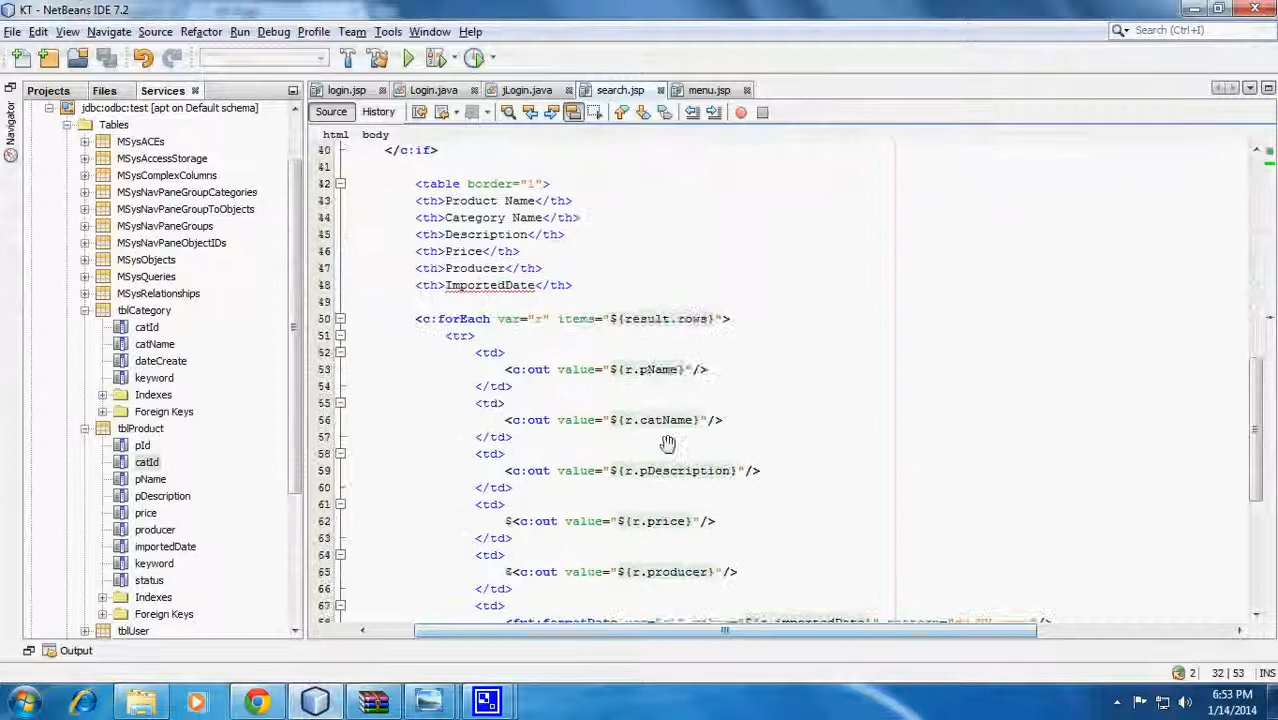 KT - NetBeans IDE 7.2
File Edit View Navigate Source Refactor Run Debug Profile Team Tools Window Help
Search (Ctrl+I)
Projects Files Services
login.jsp Login.java jLogin.java search.jsp menu.jsp
Navigator
Source History
html body
jdbc:odbc:test [apt on Default schema]
Tables
MSysACEs
MSysAccessStorage
MSysComplexColumns
MSysNavPaneGroupCategories
MSysNavPaneGroupToObjects
MSysNavPaneGroups
MSysNavPaneObjectIDs
MSysObjects
MSysQueries
MSysRelationships
tblCategory
catId
catName
dateCreate
keyword
Indexes
Foreign Keys
tblProduct
pId
catId
pName
pDescription
price
producer
importedDate
keyword
status
Indexes
Foreign Keys
tblUser
40 </c:if>
41
42 <table border="1">
43 <th>Product Name</th>
44 <th>Category Name</th>
45 <th>Description</th>
46 <th>Price</th>
47 <th>Producer</th>
48 <th>ImportedDate</th>
49
50 <c:forEach var="r" items="${result.rows}">
51 <tr>
52 <td>
53 <c:out value="${r.pName}"/>
54 </td>
55 <td>
56 <c:out value="${r.catName}"/>
57 </td>
58 <td>
59 <c:out value="${r.pDescription}"/>
60 </td>
61 <td>
62 $<c:out value="${r.price}"/>
63 </td>
64 <td>
65 $<c:out value="${r.producer}"/>
66 </td>
67 <td>
Output
2 32 | 53 INS
6:53 PM
1/14/2014